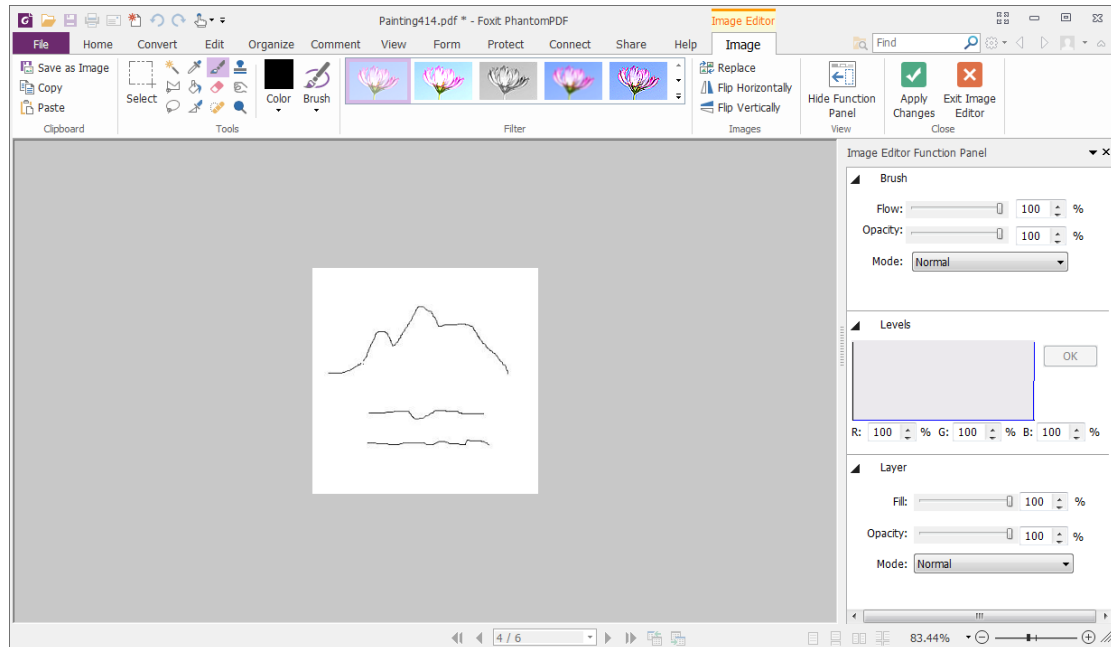 Painting414.pdf * - Foxit PhantomPDF
Image Editor
File Home Convert Edit Organize Comment View Form Protect Connect Share Help Image
Find
Save as Image
Copy
Paste
Clipboard
Select
Color
Brush
Tools
Filter
Replace
Flip Horizontally
Flip Vertically
Images
Hide Function
Panel
View
Apply
Changes
Exit Image
Editor
Close
Image Editor Function Panel
Brush
Flow: 100 %
Opacity: 100 %
Mode: Normal
Levels
OK
R: 100 % G: 100 % B: 100 %
Layer
Fill: 100 %
Opacity: 100 %
Mode: Normal
4 / 6
83.44%